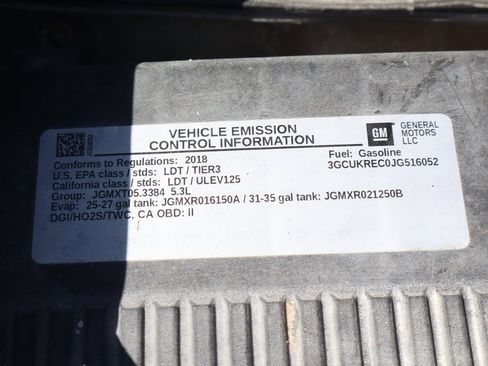 VEHICLE EMISSION
CONTROL INFORMATION
GM
GENERAL
MOTORS
LLC
Conforms to Regulations: 2018
Fuel: Gasoline
U.S. EPA class / stds: LDT / TIER3
3GCUKREC0JG516052
California class / stds: LDT / ULEV125
Group: JGMXT05.3384 5.3L
Evap: 25-27 gal tank: JGMXR016150A / 31-35 gal tank: JGMXR021250B
DGI/HO2S/TWC, CA OBD: II